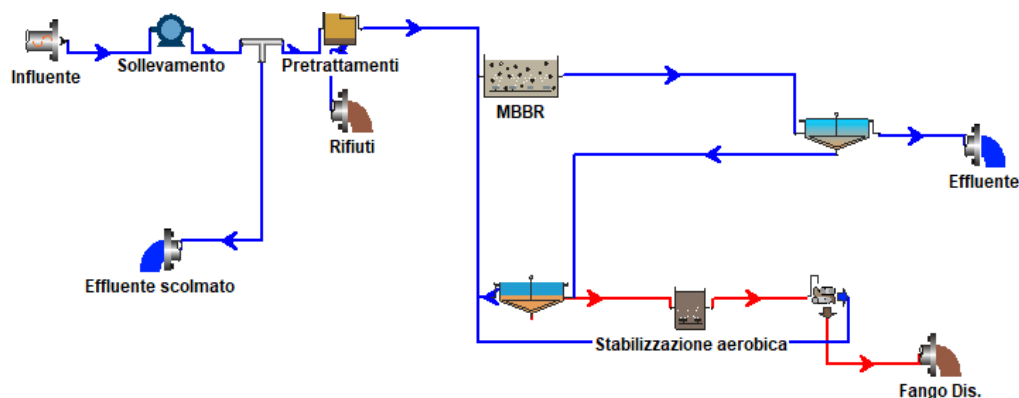 Influente
Sollevamento
Pretrattamenti
MBBR
Rifiuti
Effluente
Effluente scolmato
Stabilizzazione aerobica
Fango Dis.